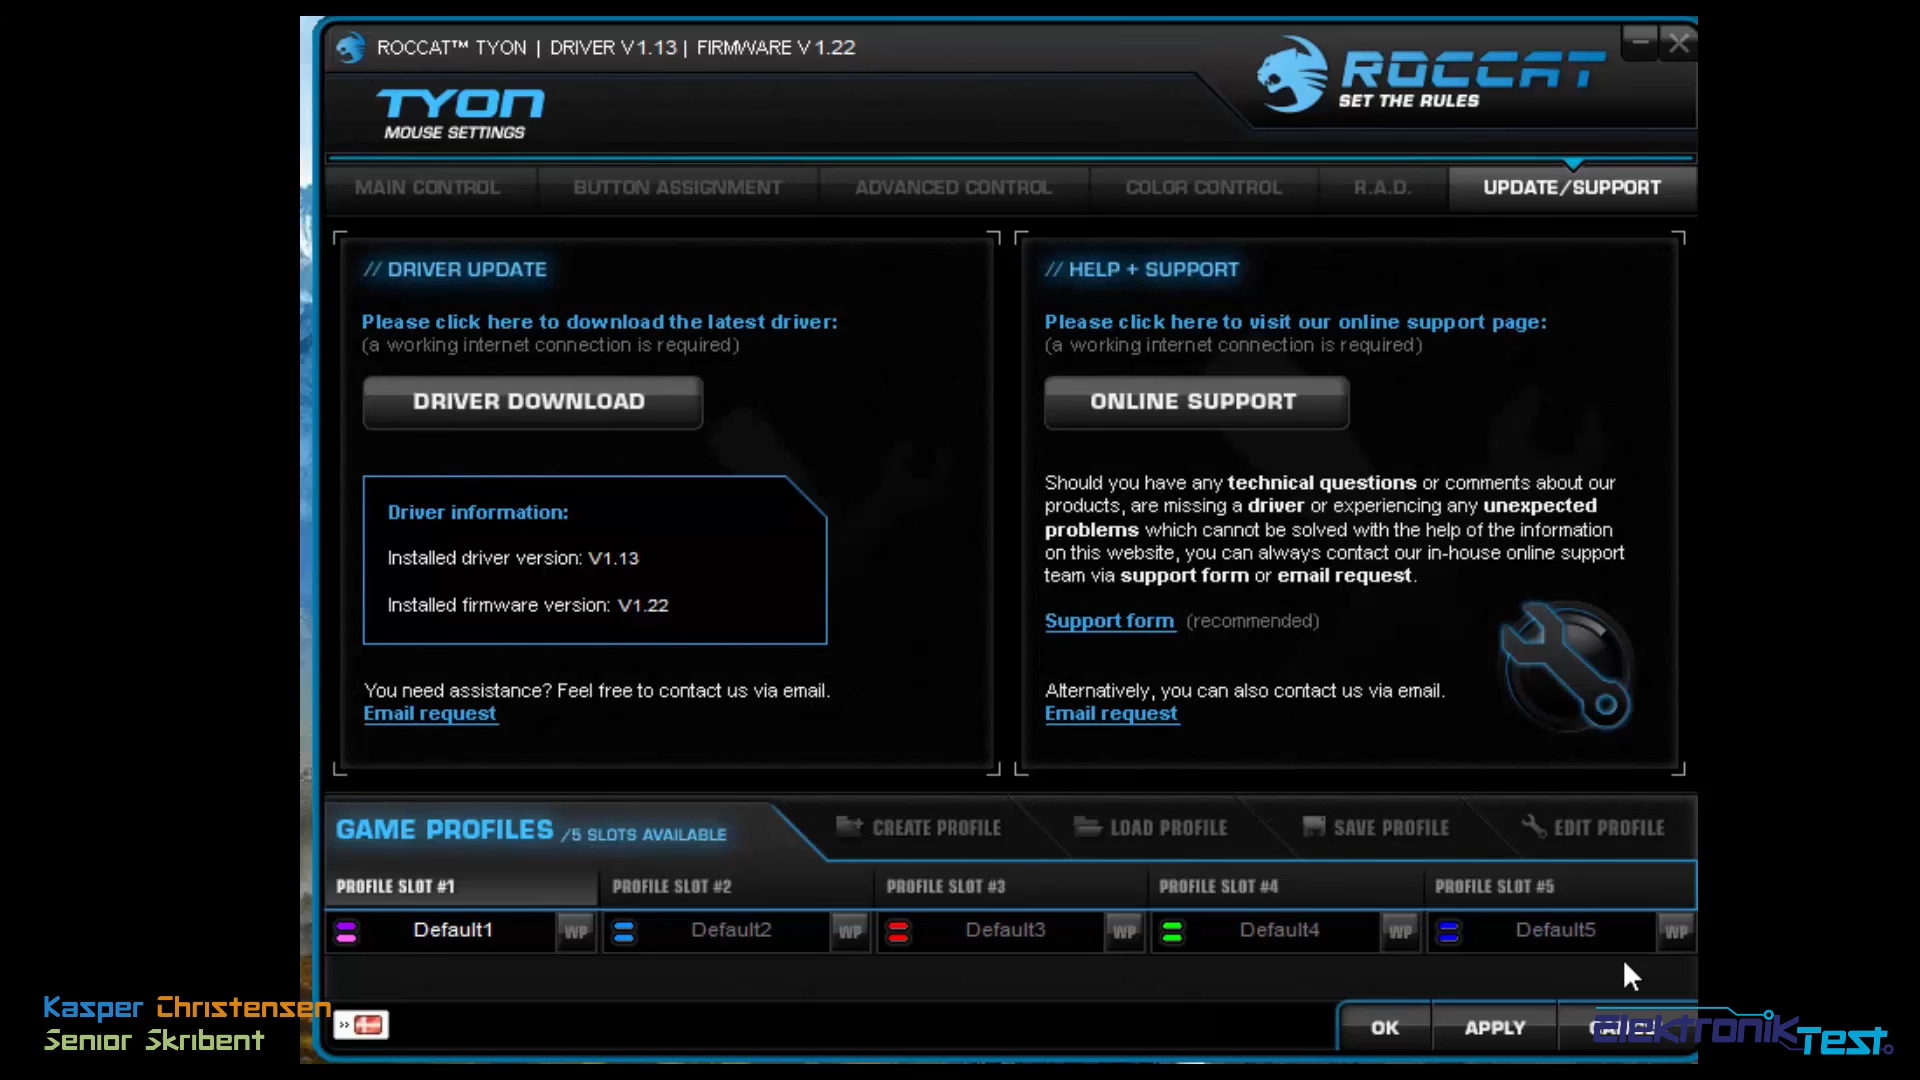 ROCCAT™ TYON | DRIVER V1.13 | FIRMWARE V 1.22
ROCCAT
SET THE RULES
TYON
MOUSE SETTINGS
MAIN CONTROL
BUTTON ASSIGNMENT
ADVANCED CONTROL
COLOR CONTROL
R.A.D.
UPDATE/SUPPORT
// DRIVER UPDATE
Please click here to download the latest driver:
(a working internet connection is required)
DRIVER DOWNLOAD
Driver information:
Installed driver version: V1.13
Installed firmware version: V1.22
You need assistance? Feel free to contact us via email.
Email request
// HELP + SUPPORT
Please click here to visit our online support page:
(a working internet connection is required)
ONLINE SUPPORT
Should you have any technical questions or comments about our
products, are missing a driver or experiencing any unexpected
problems which cannot be solved with the help of the information
on this website, you can always contact our in-house online support
team via support form or email request.
Support form (recommended)
Alternatively, you can also contact us via email.
Email request
GAME PROFILES /5 SLOTS AVAILABLE
CREATE PROFILE
LOAD PROFILE
SAVE PROFILE
EDIT PROFILE
PROFILE SLOT #1
PROFILE SLOT #2
PROFILE SLOT #3
PROFILE SLOT #4
PROFILE SLOT #5
Default1 WP
Default2 WP
Default3 WP
Default4 WP
Default5 WP
Kasper Christensen
Senior Skribent
»
OK
APPLY
ElektronikTest